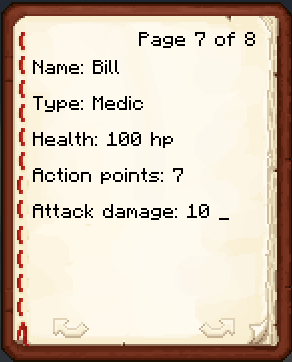 Page 7 of 8
Name: Bill
Type: Medic
Health: 100 hp
Action points: 7
Attack damage: 10 _